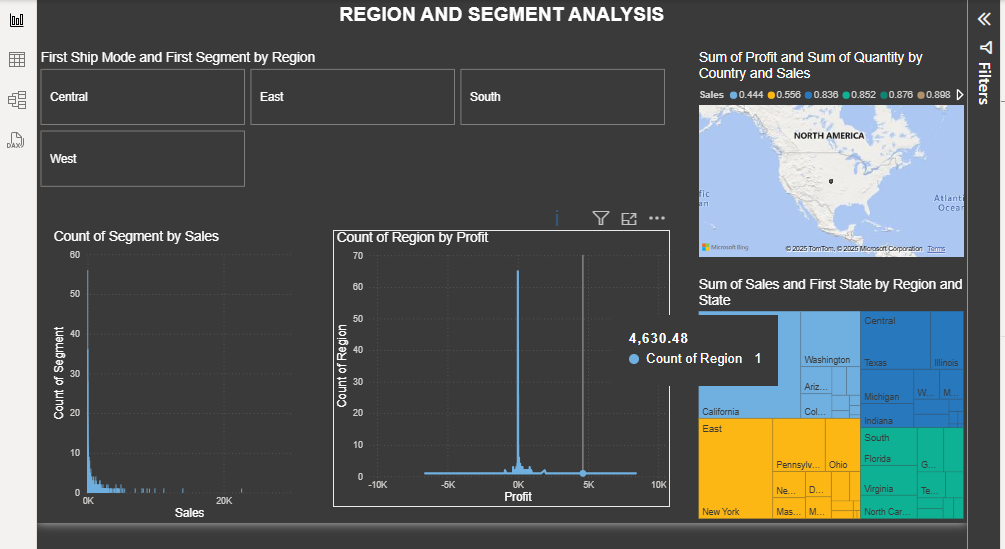 REGION AND SEGMENT ANALYSIS
First Ship Mode and First Segment by Region
Central
East
South
West
Sum of Profit and Sum of Quantity by
Country and Sales
Sales 0.444 0.556 0.836 0.852 0.876 0.898
NORTH AMERICA
Atlanti
Ocear
Microsoft Bing
© 2025 TomTom, © 2025 Microsoft Corporation Terms
Filters
DAX
Count of Segment by Sales
60
50
40
30
20
10
0
0K
20K
Count of Segment
Sales
Count of Region by Profit
70
60
50
40
30
20
10
0
-10K
-5K
0K
5K
10K
Count of Region
Profit
4,630.48
Count of Region 1
Sum of Sales and First State by Region and
State
Washington
Ariz...
California
Col...
Central
Texas
Illinois
Michigan
W...
M...
Indiana
East
Pennsylv...
Ohio
Ne...
D...
New York
Mas...
M...
South
Florida
G...
Virginia
Te...
North Car...